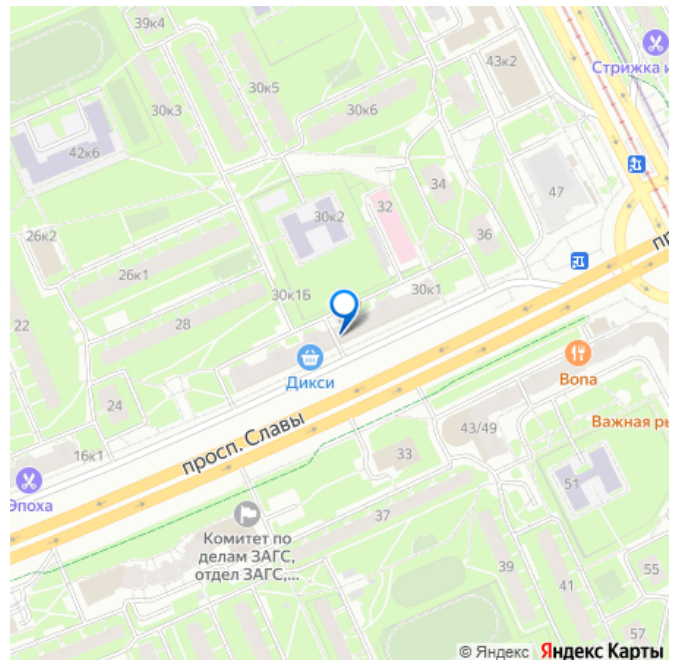 39к4
43к2
Стрижка и
30к5
30к3
30к6
42к6
34
47
32
30к2
36
26к2
пр
26к1
30к1Б
30к1
22
28
Дикси
Bona
24
просп. Славы
43/49
Важная ры
16к1
33
51
Эпоха
37
Комитет по
делам ЗАГС,
отдел ЗАГС,...
39
41
55
57
© Яндекс Яндекс Карты